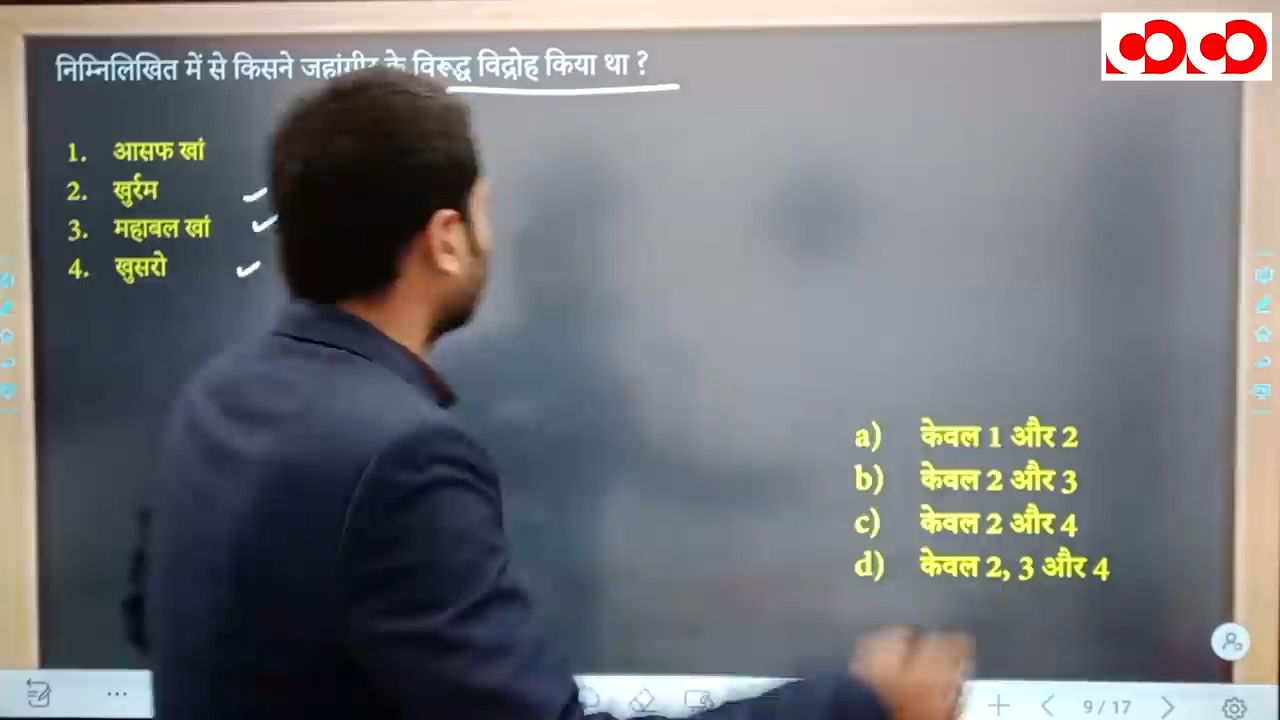 निम्निलिखित में से किसने जहांगीर के विरूद्ध विद्रोह किया था ?
1. आसफ खां
2. खुर्रम
3. महाबल खां
4. खुसरो
a) केवल 1 और 2
b) केवल 2 और 3
c) केवल 2 और 4
d) केवल 2, 3 और 4
9 / 17